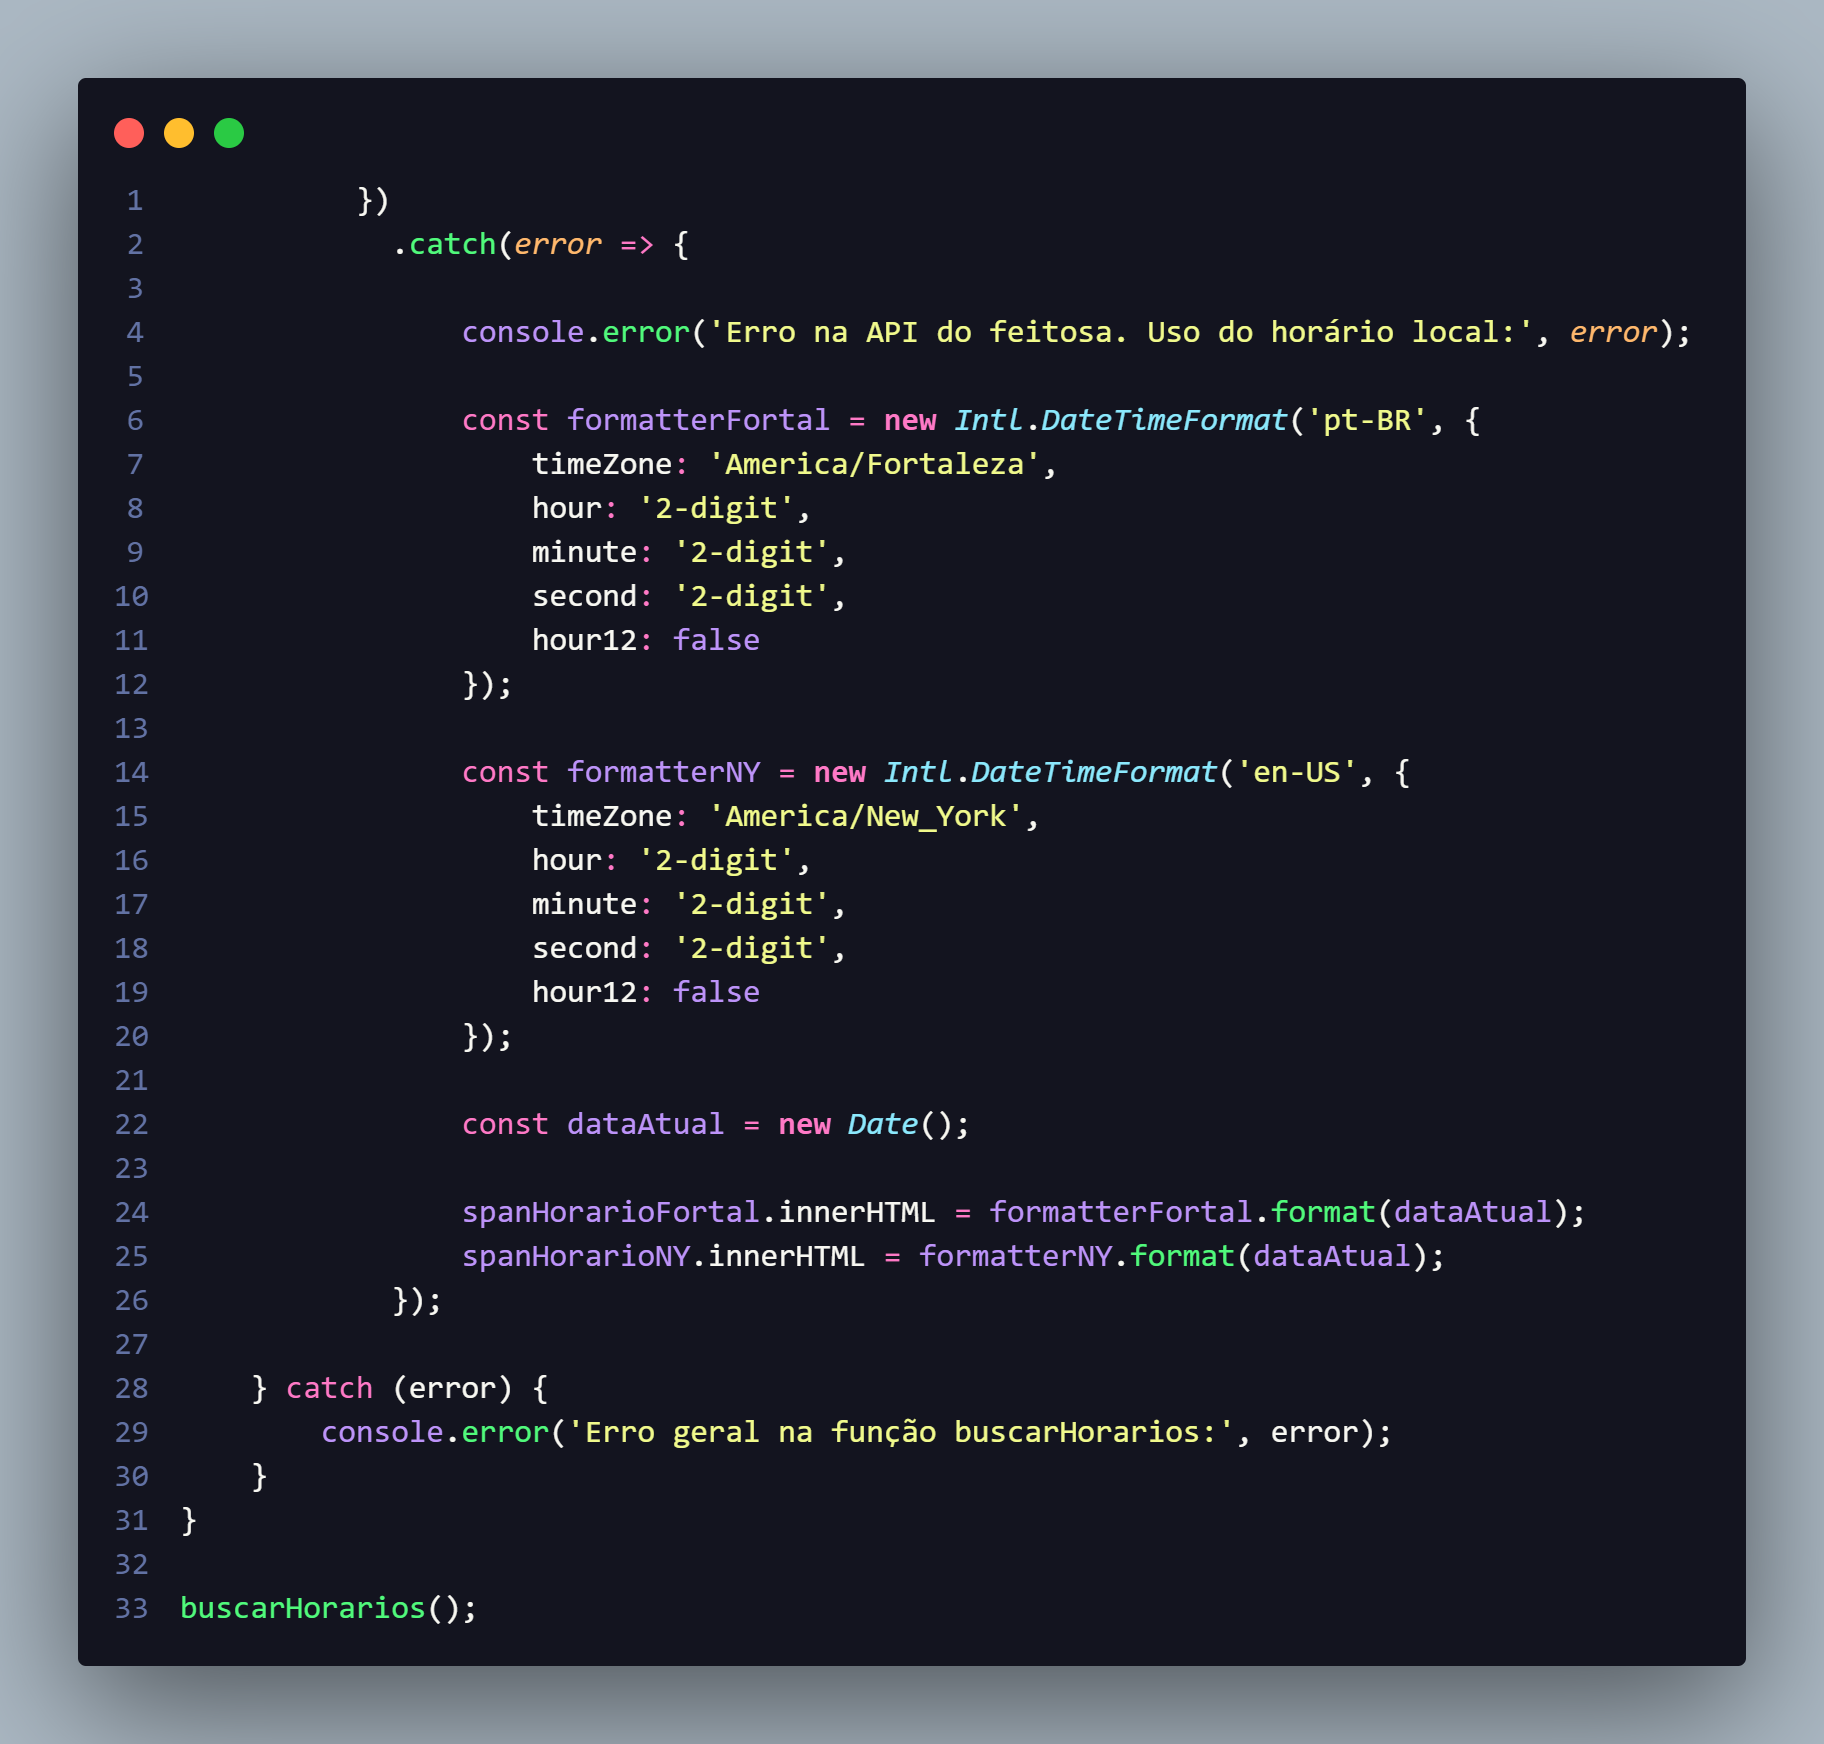 1 })
2 .catch(error => {
3
4 console.error('Erro na API do feitosa. Uso do horário local:', error);
5
6 const formatterFortal = new Intl.DateTimeFormat('pt-BR', {
7 timeZone: 'America/Fortaleza',
8 hour: '2-digit',
9 minute: '2-digit',
10 second: '2-digit',
11 hour12: false
12 });
13
14 const formatterNY = new Intl.DateTimeFormat('en-US', {
15 timeZone: 'America/New_York',
16 hour: '2-digit',
17 minute: '2-digit',
18 second: '2-digit',
19 hour12: false
20 });
21
22 const dataAtual = new Date();
23
24 spanHorarioFortal.innerHTML = formatterFortal.format(dataAtual);
25 spanHorarioNY.innerHTML = formatterNY.format(dataAtual);
26 });
27
28 } catch (error) {
29 console.error('Erro geral na função buscarHorarios:', error);
30 }
31 }
32
33 buscarHorarios();